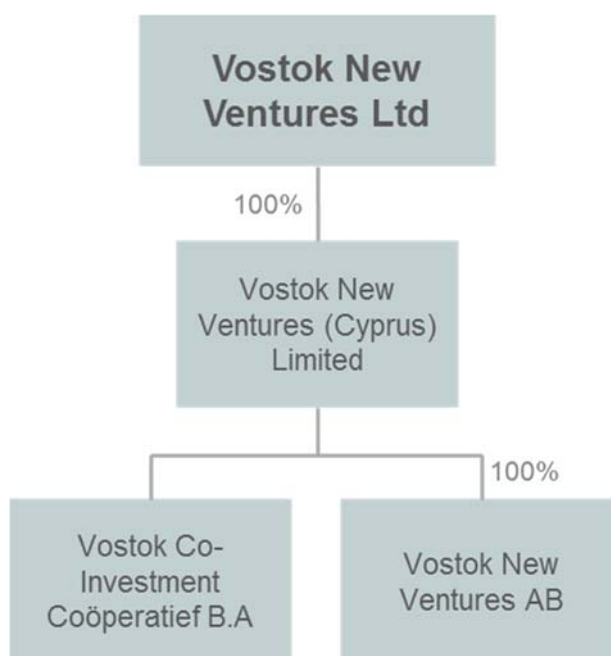 Vostok New
Ventures Ltd
100%
Vostok New
Ventures (Cyprus)
Limited
100%
Vostok Co-
Investment
Coöperatief B.A
Vostok New
Ventures AB